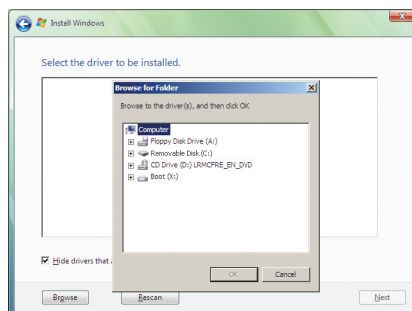 Install Windows
Select the driver to be installed.
Browse for Folder
Browse to the driver(s), and then click OK
Computer
Floppy Disk Drive (A:)
Removable Disk (C:)
CD Drive (D:) LRMCFRE_EN_DVD
Boot (X:)
Hide drivers that
OK
Cancel
Browse
Rescan
Next